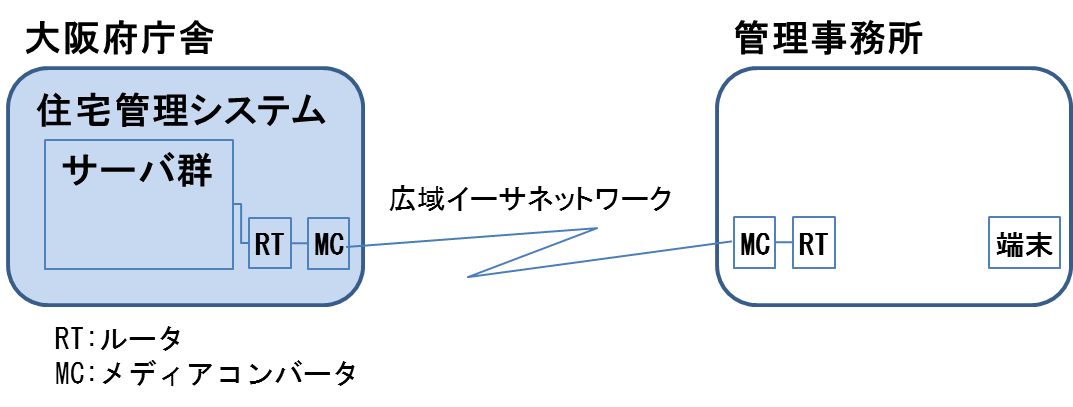 大阪府庁舎
管理事務所
住宅管理システム
サーバ群
広域イーサネットワーク
RT
MC
MC
RT
端末
RT:ルータ
MC:メディアコンバータ